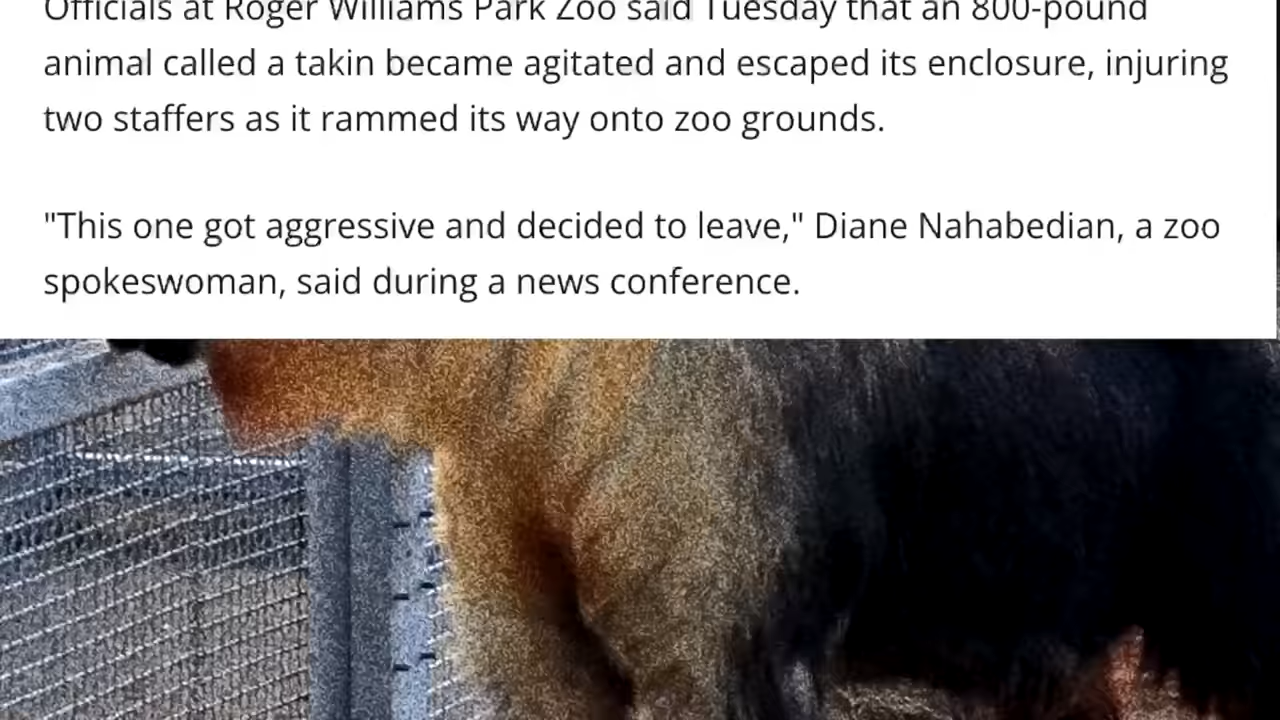 Officials at Roger Williams Park Zoo said Tuesday that an 800-pound
animal called a takin became agitated and escaped its enclosure, injuring
two staffers as it rammed its way onto zoo grounds.
"This one got aggressive and decided to leave," Diane Nahabedian, a zoo
spokeswoman, said during a news conference.